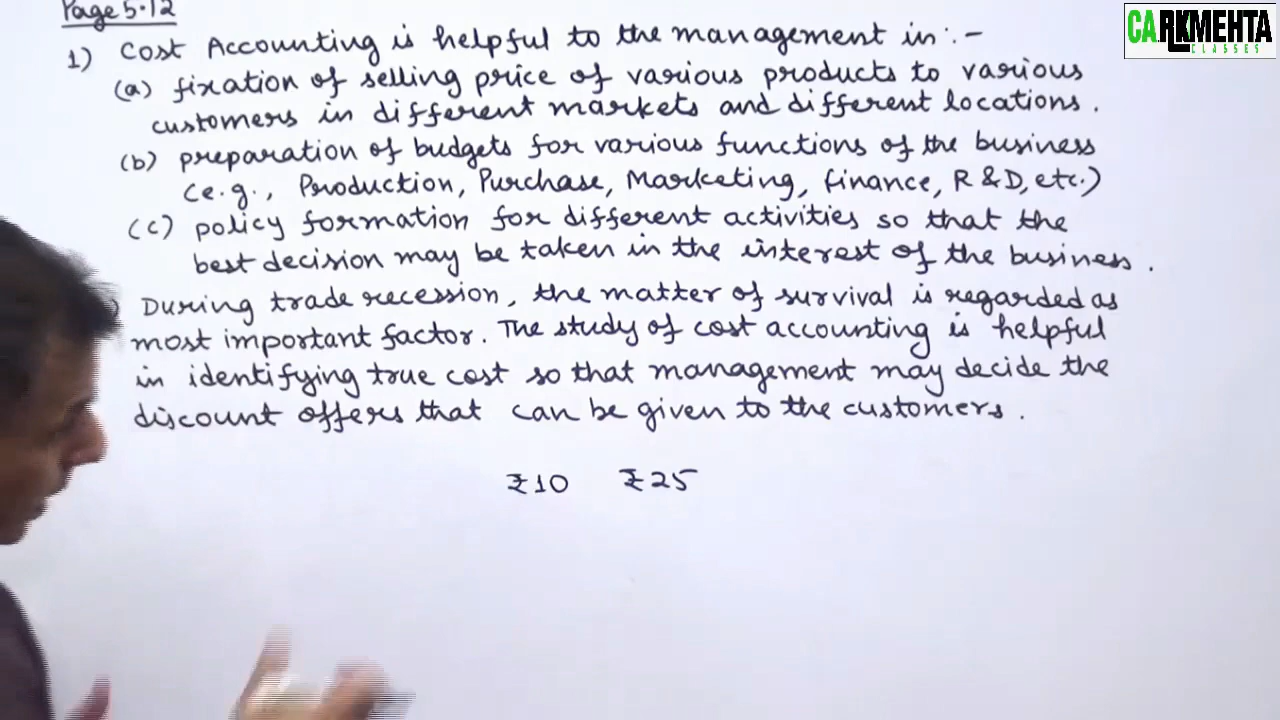 Page 5.12
CARKMEHTA
CLASSES
1) Cost Accounting is helpful to the management in :-
(a) fixation of selling price of various products to various
customers in different markets and different locations.
(b) preparation of budgets for various functions of the business
(e.g., Production, Purchase, Marketing, finance, R & D, etc.)
(c) policy formation for different activities so that the
best decision may be taken in the interest of the business.
) During trade recession, the matter of survival is regarded as
most important factor. The study of cost accounting is helpful
in identifying true cost so that management may decide the
discount offers that can be given to the customers.
₹10 ₹25